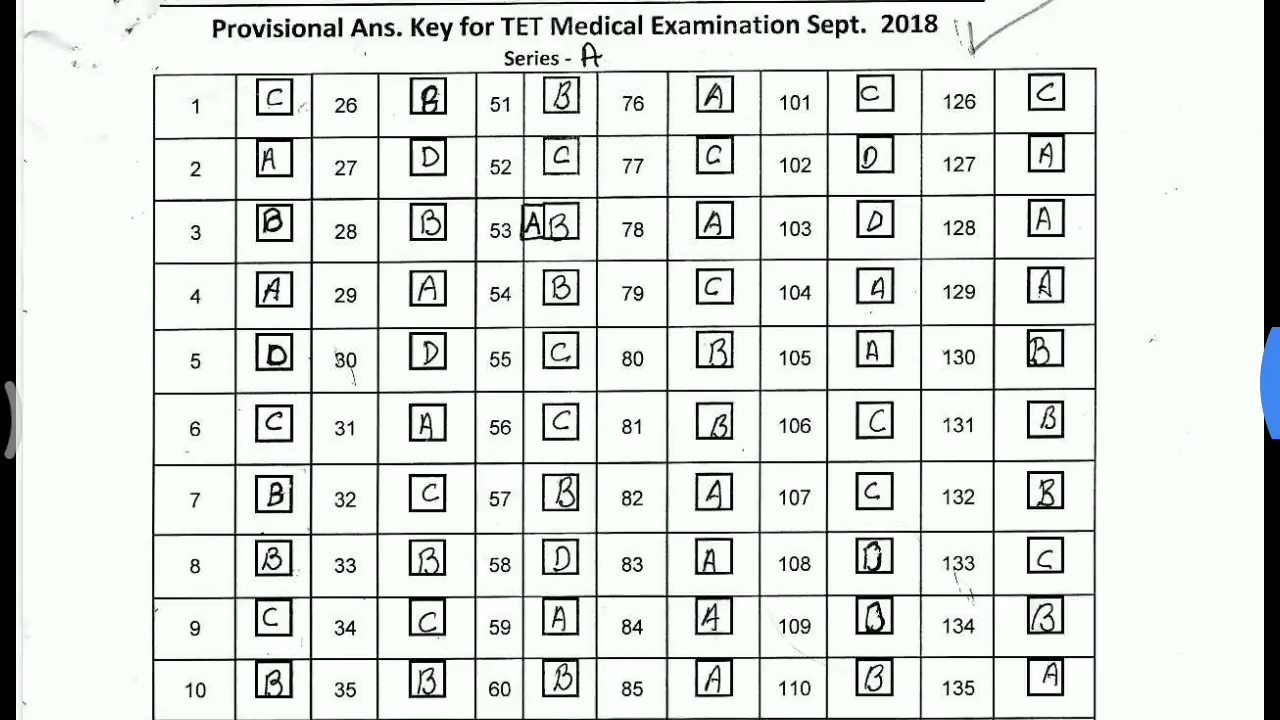 Provisional Ans. Key for TET Medical Examination Sept. 2018
Series - A
1 C 26 B 51 B 76 A 101 C 126 C
2 A 27 D 52 C 77 C 102 D 127 A
3 B 28 B 53 A B 78 A 103 D 128 A
4 A 29 A 54 B 79 C 104 A 129 A
5 D 30 D 55 C 80 B 105 A 130 B
6 C 31 A 56 C 81 B 106 C 131 B
7 B 32 C 57 B 82 A 107 C 132 B
8 B 33 B 58 D 83 A 108 D 133 C
9 C 34 C 59 A 84 A 109 134 B
10 B 35 B 60 B 85 A 110 B 135 A